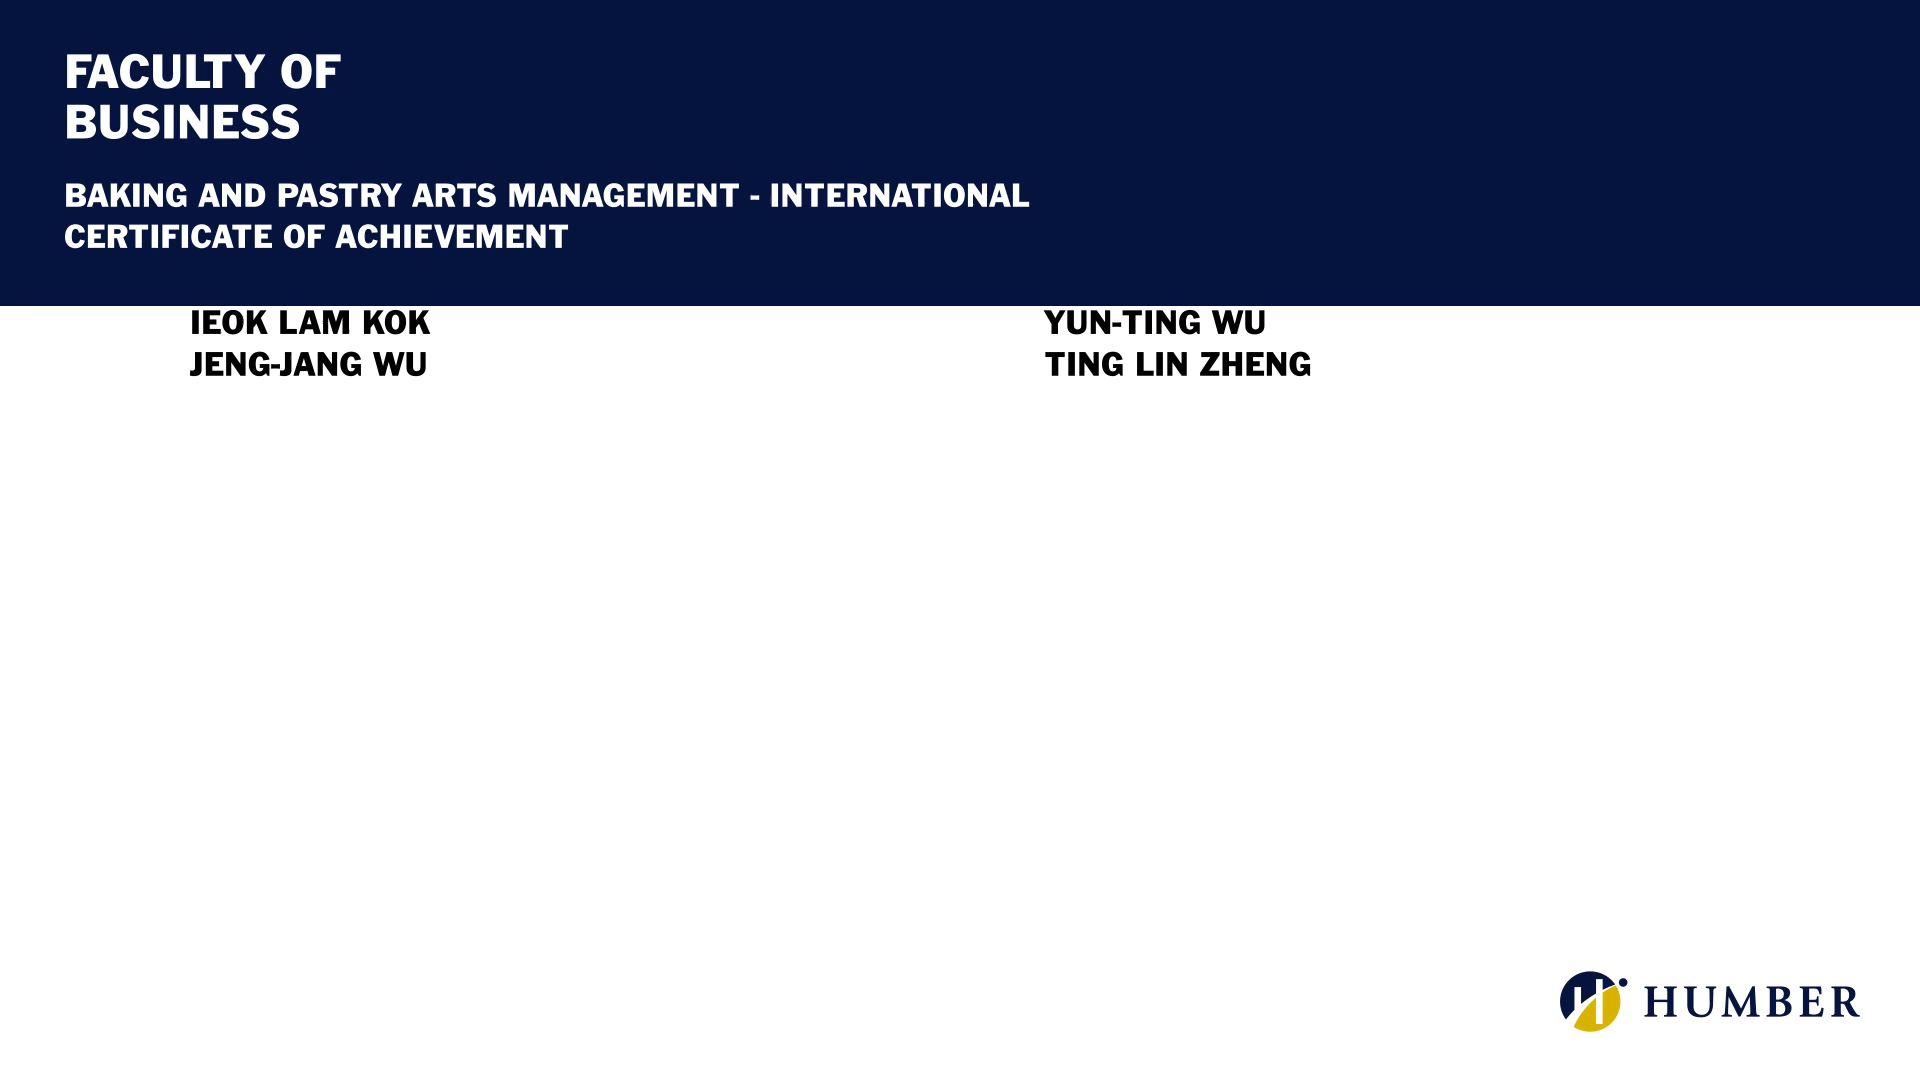 FACULTY OF
BUSINESS
BAKING AND PASTRY ARTS MANAGEMENT - INTERNATIONAL
CERTIFICATE OF ACHIEVEMENT
IEOK LAM KOK
JENG-JANG WU
YUN-TING WU
TING LIN ZHENG
HUMBER